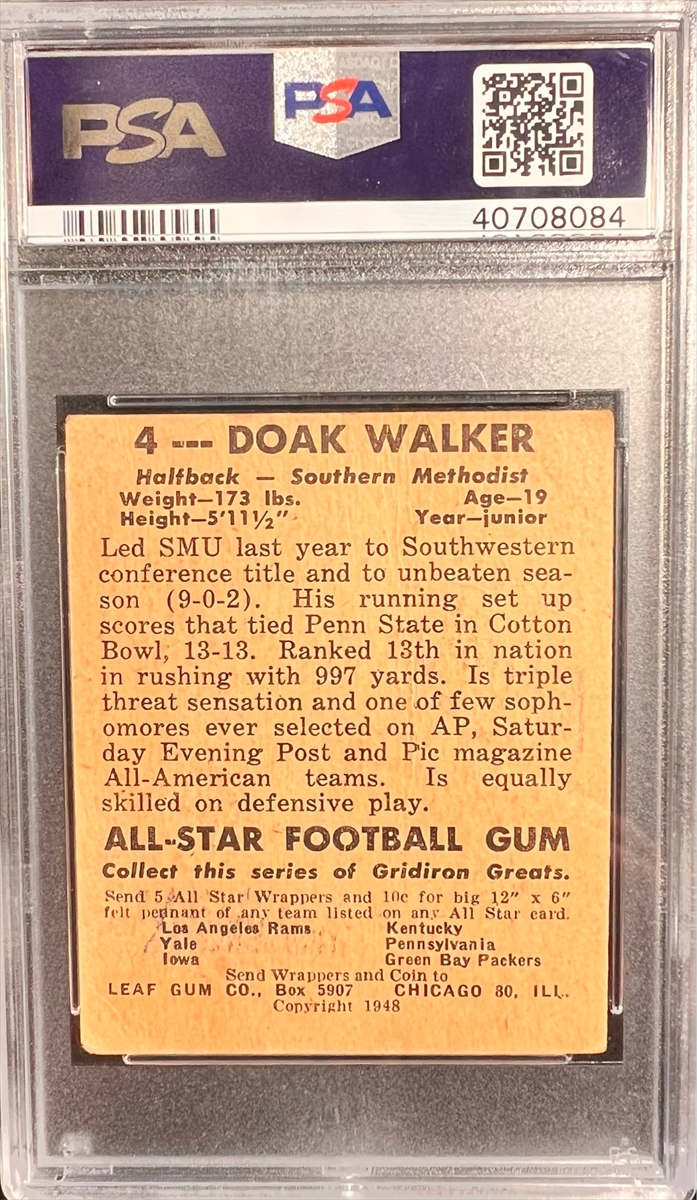 PSA
PSA
40708084
4 --- DOAK WALKER
Halfback — Southern Methodist
Weight—173 lbs. Age—19
Height—5'11½" Year—junior
Led SMU last year to Southwestern
conference title and to unbeaten sea-
son (9-0-2). His running set up
scores that tied Penn State in Cotton
Bowl, 13-13. Ranked 13th in nation
in rushing with 997 yards. Is triple
threat sensation and one of few soph-
omores ever selected on AP, Satur-
day Evening Post and Pic magazine
All-American teams. Is equally
skilled on defensive play.
ALL-STAR FOOTBALL GUM
Collect this series of Gridiron Greats.
Send 5 All Star Wrappers and 10c for big 12" x 6"
felt pennant of any team listed on any All Star card.
Los Angeles Rams Kentucky
Yale Pennsylvania
Iowa Green Bay Packers
Send Wrappers and Coin to
LEAF GUM CO., Box 5907 CHICAGO 80, ILL.
Copyright 1948